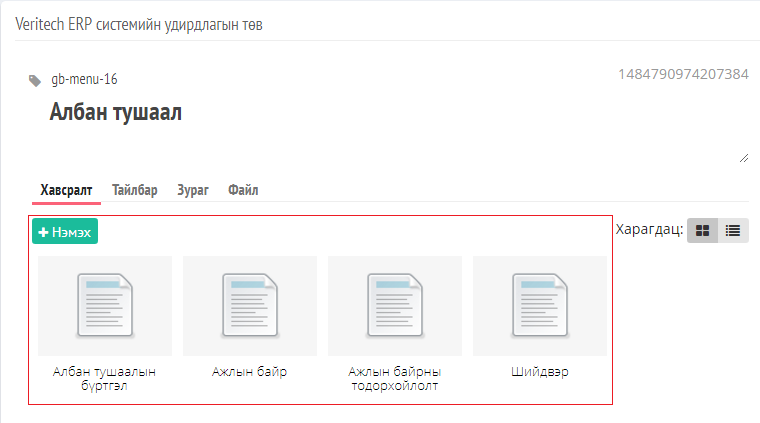 Veritech ERP системийн удирдлагын төв
gb-menu-16
1484790974207384
Албан тушаал
Хавсралт Тайлбар Зураг Файл
Нэмэх
Харагдац:
Албан тушаалын бүртгэл
Ажлын байр
Ажлын байрны тодорхойлолт
Шийдвэр